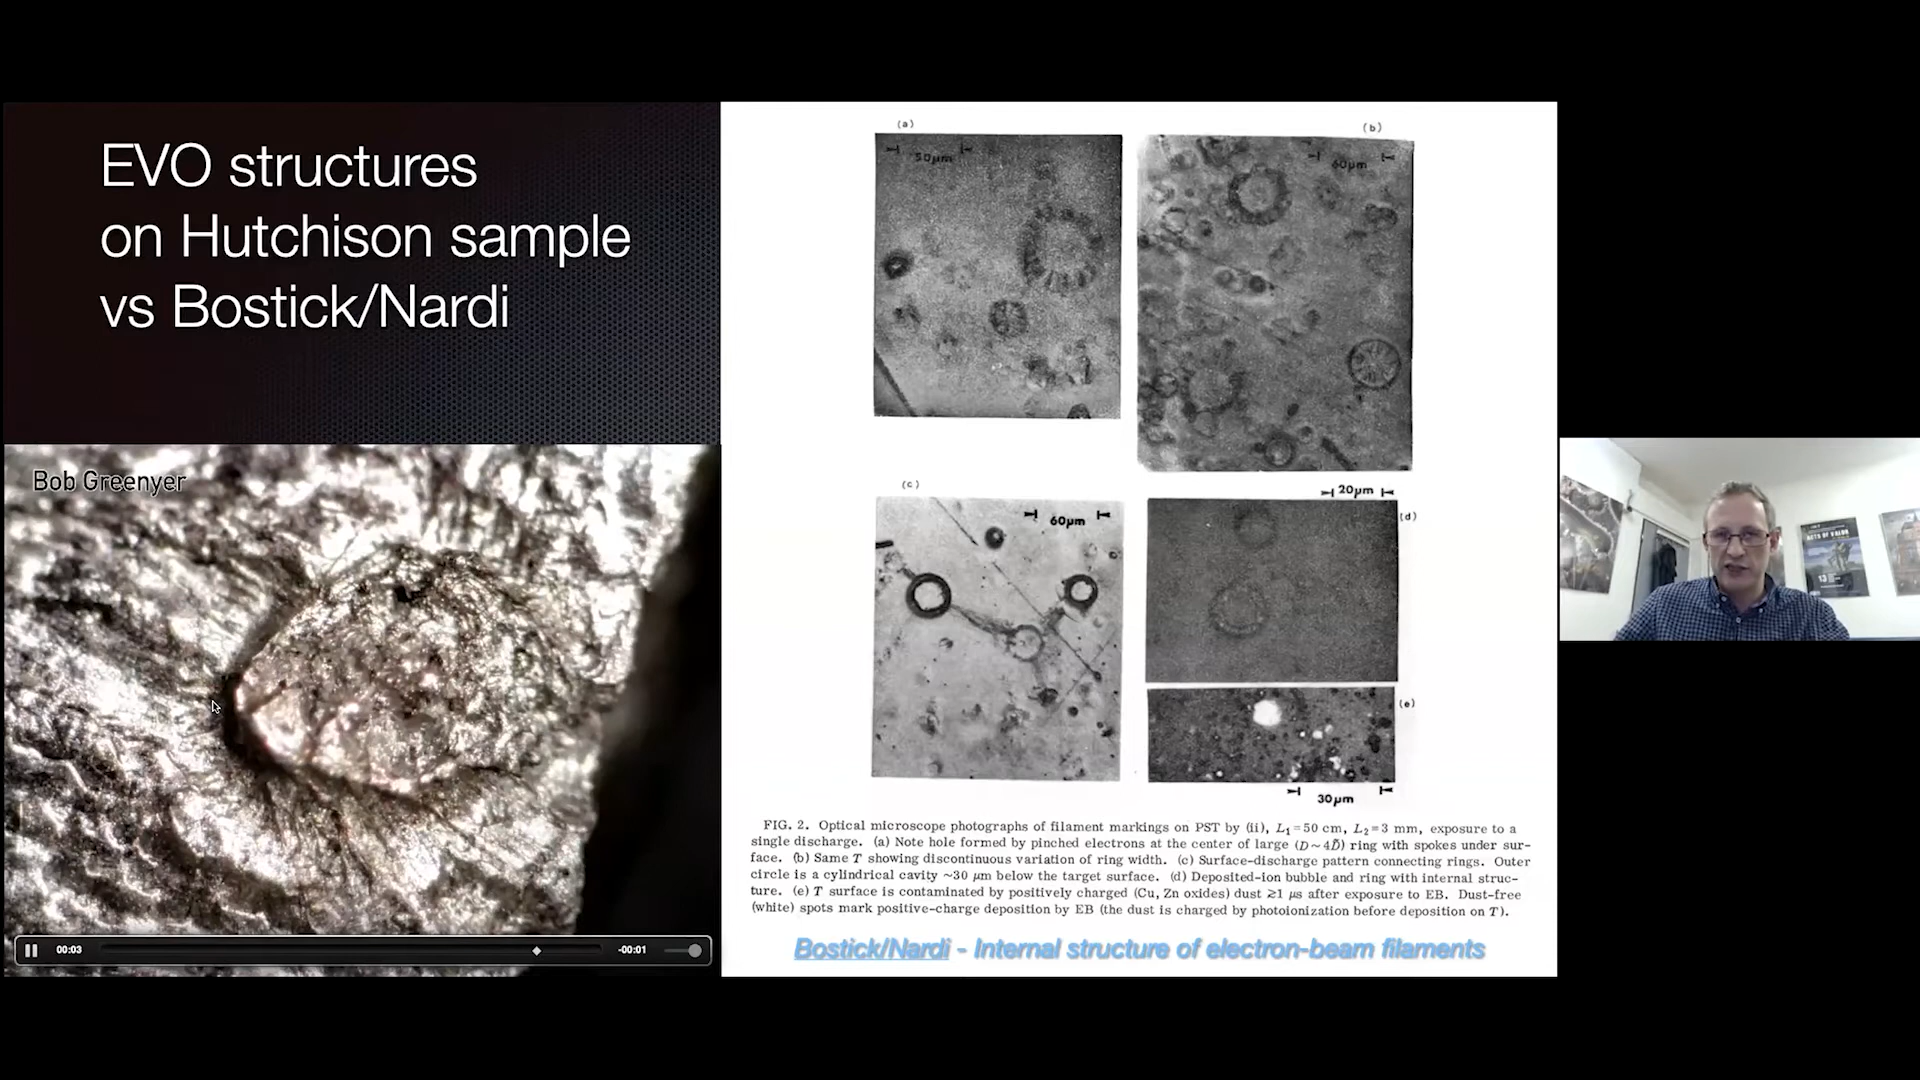 EVO structures
on Hutchison sample
vs Bostick/Nardi
Bob Greenyer
00:03
-00:01
(a)
50μm
(b)
60μm
(c)
60μm
20μm
(d)
(e)
30μm
FIG. 2. Optical microscope photographs of filament markings on PST by (ii), L₁=50 cm, L₂=3 mm, exposure to a
single discharge. (a) Note hole formed by pinched electrons at the center of large (D~4D̄) ring with spokes under sur-
face. (b) Same T showing discontinuous variation of ring width. (c) Surface-discharge pattern connecting rings. Outer
circle is a cylindrical cavity ~30 μm below the target surface. (d) Deposited-ion bubble and ring with internal struc-
ture. (e) T surface is contaminated by positively charged (Cu, Zn oxides) dust ≳1 μs after exposure to EB. Dust-free
(white) spots mark positive-charge deposition by EB (the dust is charged by photoionization before deposition on T).
Bostick/Nardi - Internal structure of electron-beam filaments
ACTS OF VALOR
13